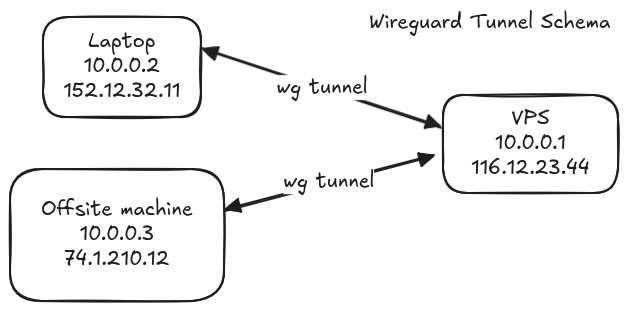 Wireguard Tunnel Schema
Laptop
10.0.0.2
152.12.32.11
wg tunnel
VPS
10.0.0.1
116.12.23.44
wg tunnel
Offsite machine
10.0.0.3
74.1.210.12